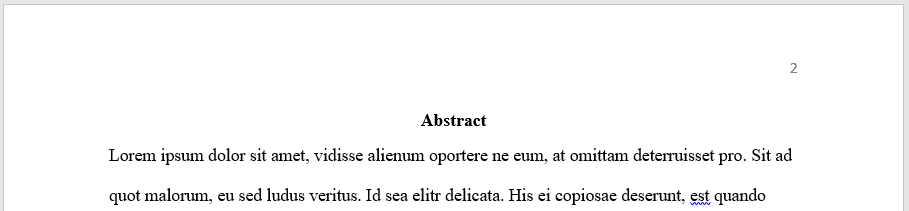 2
Abstract
Lorem ipsum dolor sit amet, vidisse alienum oportere ne eum, at omittam deterruisset pro. Sit ad
quot malorum, eu sed ludus veritus. Id sea elitr delicata. His ei copiosae deserunt, est quando